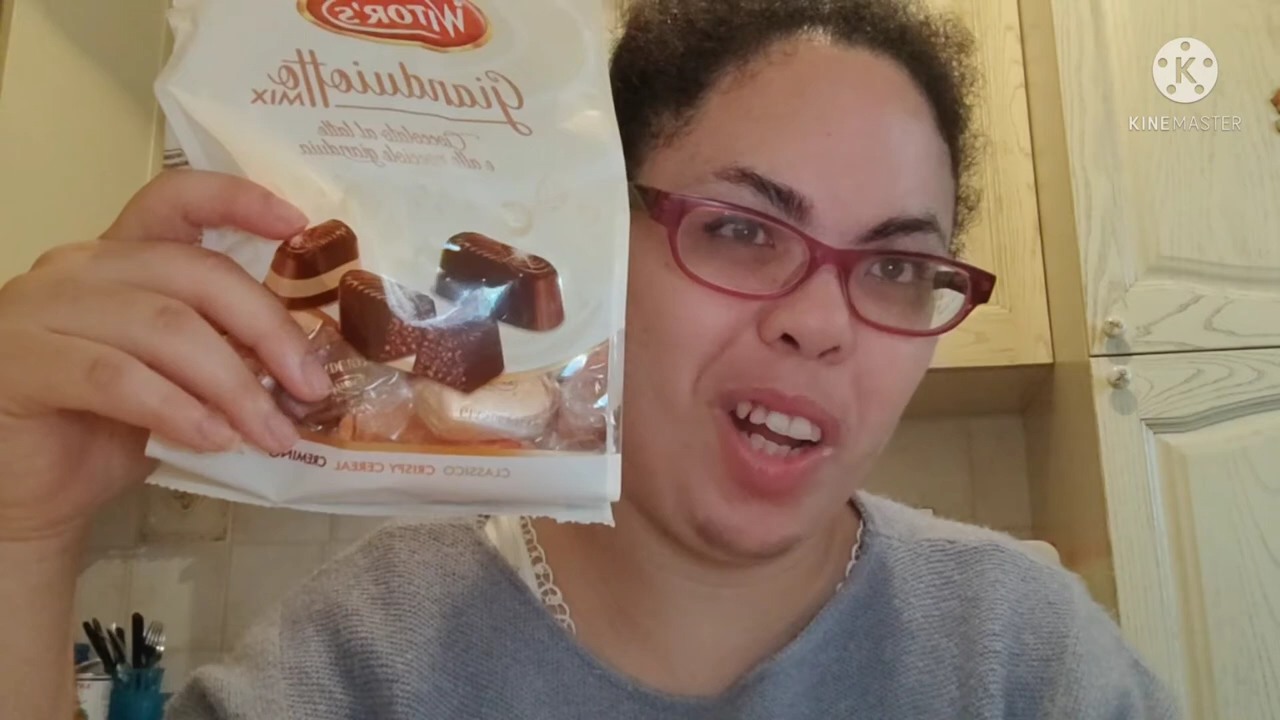 WITOR'S
Gianduiotto
MIX
Cioccolato al latte
e alle nocciole gianduia
CLASSICO CRISPY CEREAL CREMINO
K
KINEMASTER